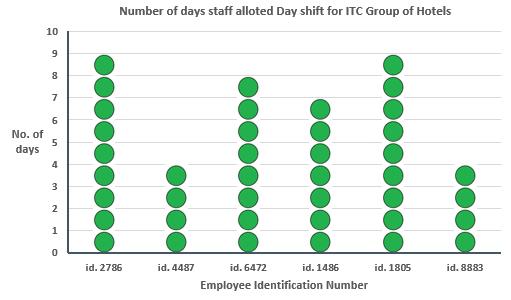 Number of days staff alloted Day shift for ITC Group of Hotels
10
9
8
7
6
5
4
3
2
1
0
No. of
days
id. 2786 id. 4487 id. 6472 id. 1486 id. 1805 id. 8883
Employee Identification Number